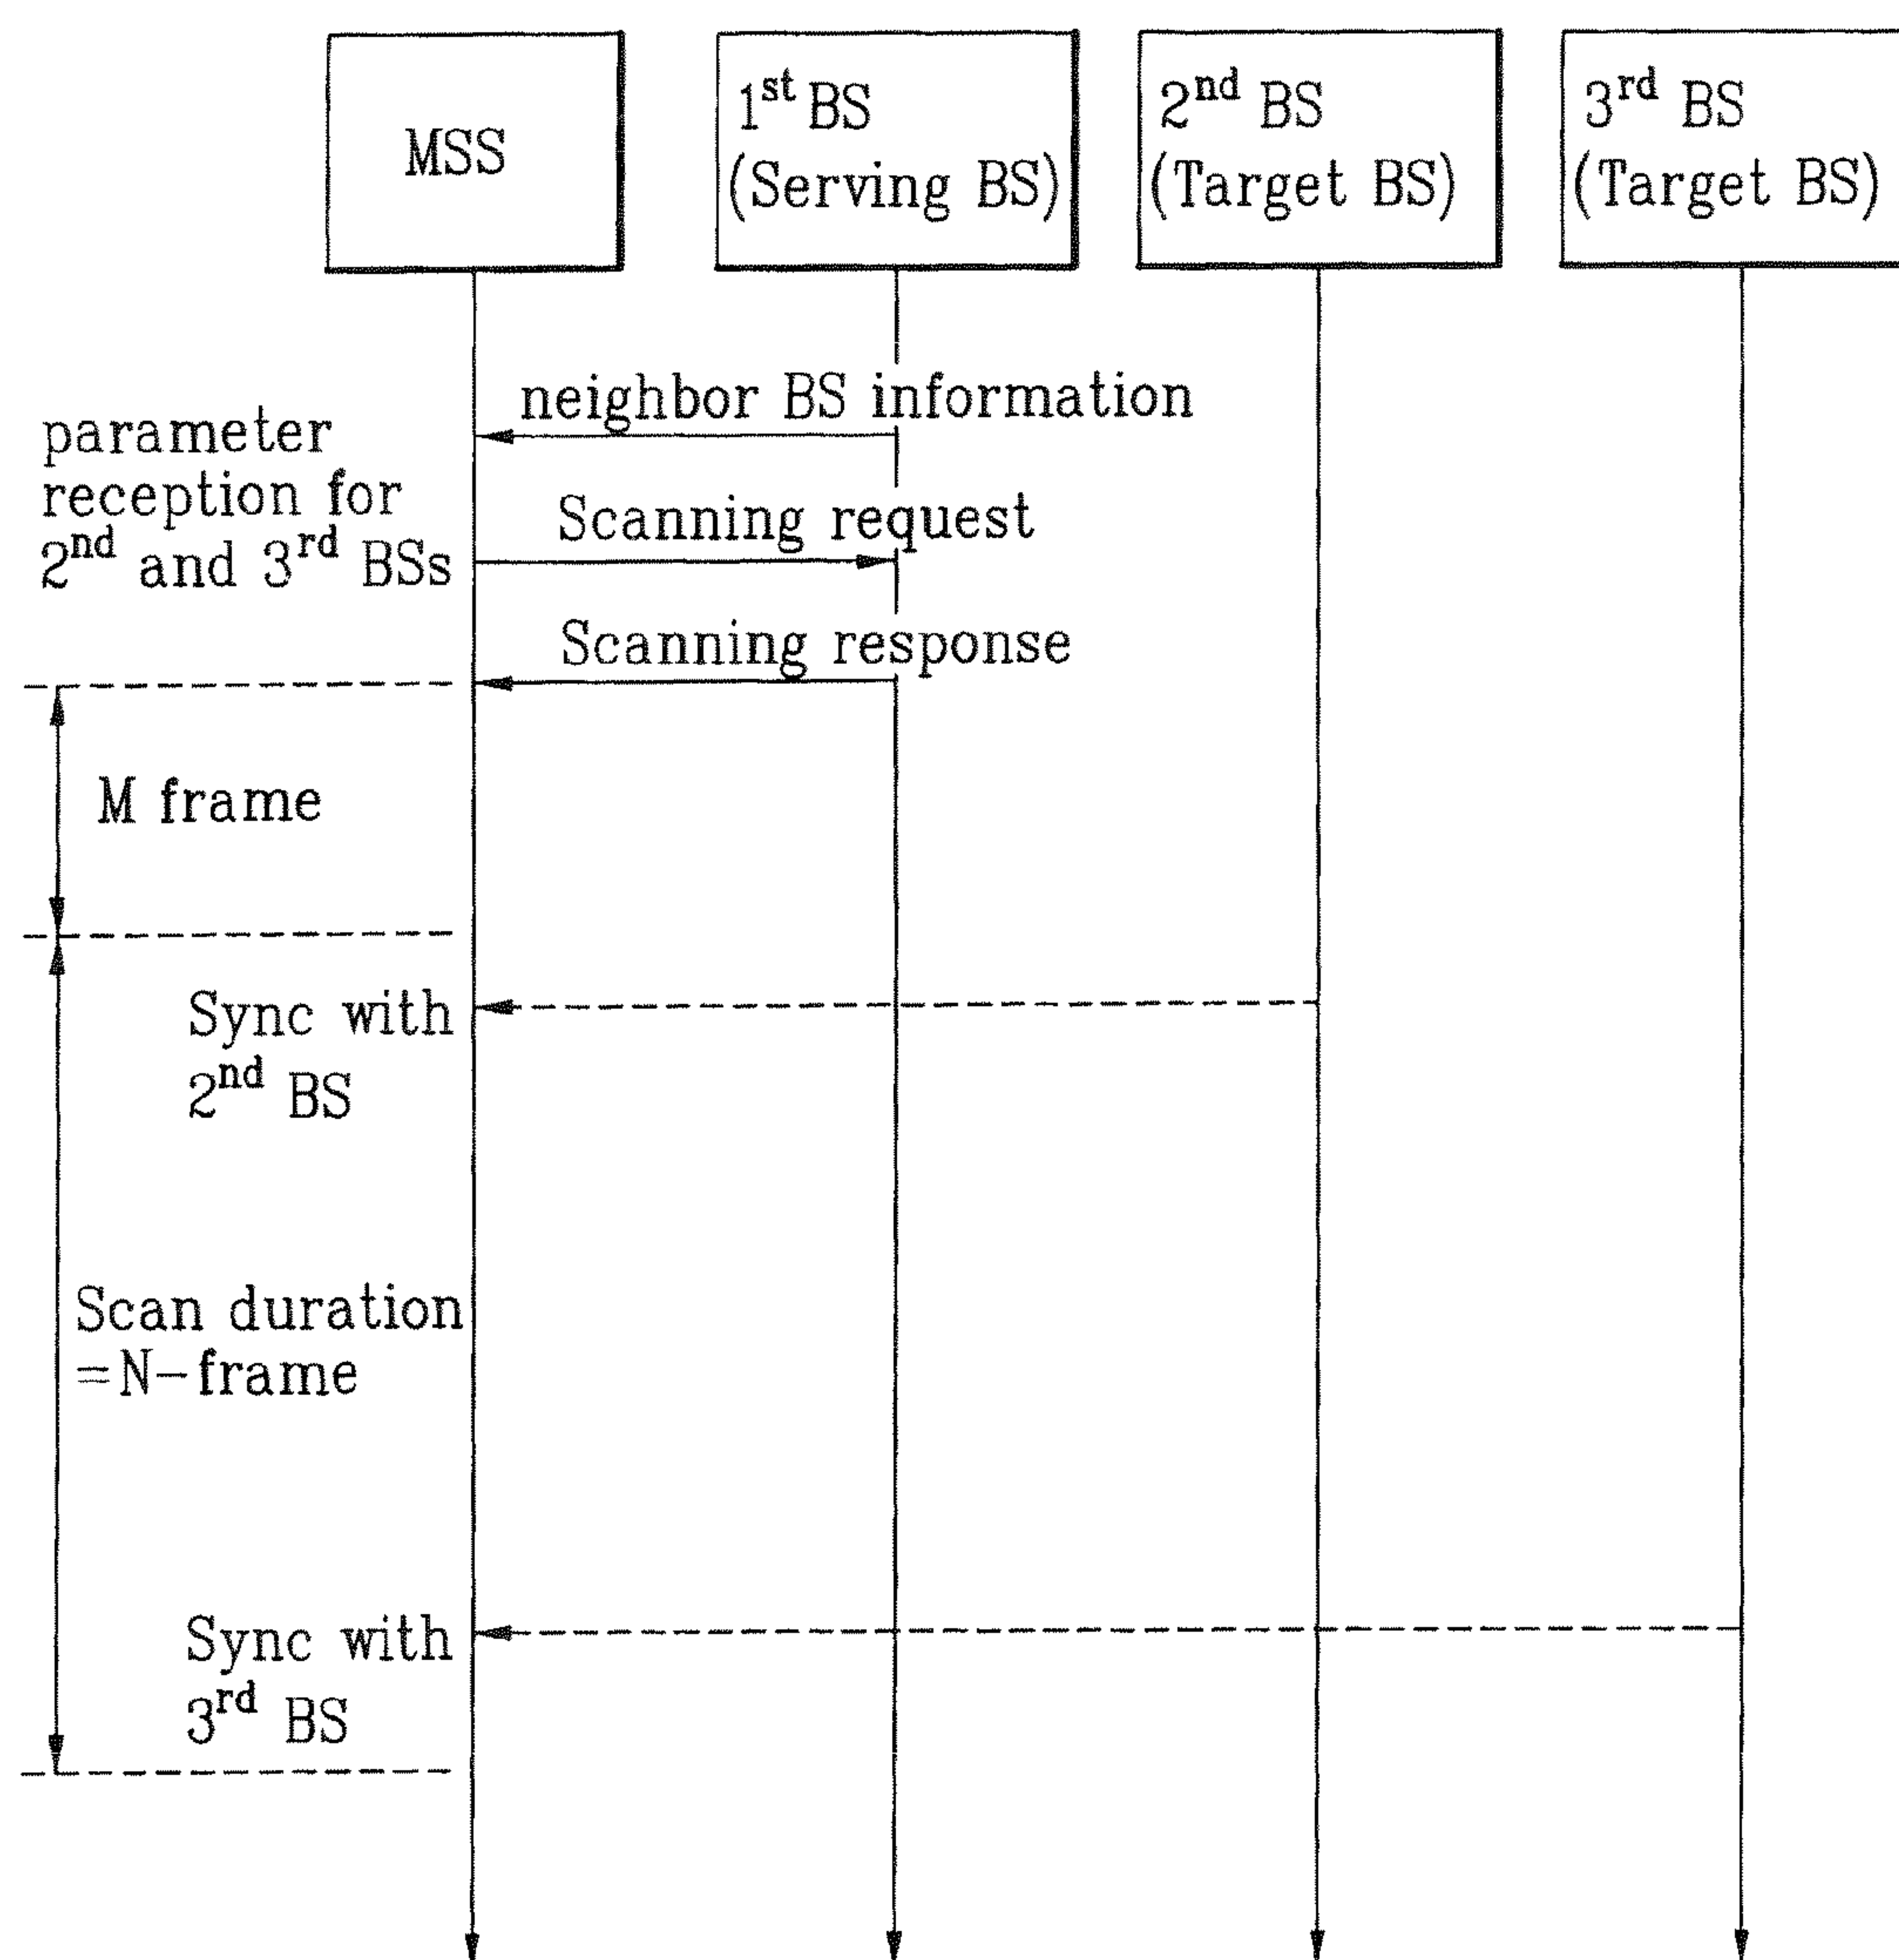 MSS
1st BS
(Serving BS)
2nd BS
(Target BS)
3rd BS
(Target BS)
neighbor BS information
parameter
reception for
2nd and 3rd BSs
Scanning request
Scanning response
M frame
Sync with
2nd BS
Scan duration
=N-frame
Sync with
3rd BS